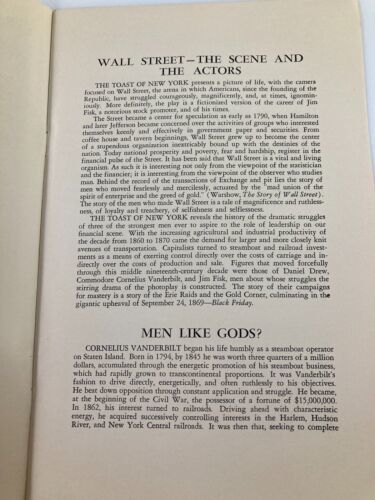 WALL STREET—THE SCENE AND
THE ACTORS
THE TOAST OF NEW YORK presents a picture of life, with the camera
focused on Wall Street, the arena in which Americans, since the founding of the
Republic, have struggled courageously, magnificently, and, at times, ignomin-
iously. More definitely, the play is a fictionized version of the career of Jim
Fisk, a notorious stock promoter, and of his times.
The Street became a center for speculation as early as 1790, when Hamilton
and later Jefferson became concerned over the activities of groups who interested
themselves keenly and effectively in government paper and securities. From
coffee house and tavern beginnings, Wall Street grew up to become the center
of a stupendous organization inextricably bound up with the destinies of the
nation. Today national prosperity and poverty, fear and hardship, register in the
financial pulse of the Street. It has been said that Wall Street is a vital and living
organism. As such it is interesting not only from the viewpoint of the statistician
and the financier; it is interesting from the viewpoint of the observer who studies
man. Behind the record of the transactions of Exchange and pit lies the story of
men who moved fearlessly and mercilessly, actuated by the "mad union of the
spirit of enterprise and the greed of gold." (Warshow, The Story of Wall Street).
The story of the men who made Wall Street is a tale of magnificence and ruthless-
ness, of loyalty and treachery, of selfishness and selflessness.
THE TOAST OF NEW YORK reveals the history of the dramatic struggles
of three of the strongest men ever to aspire to the role of leadership on our
financial scene. With the increasing agricultural and industrial productivity of
the decade from 1860 to 1870 came the demand for larger and more closely knit
avenues of transportation. Capitalists turned to steamboat and railroad invest-
ments as a means of exerting control directly over the costs of carriage and in-
directly over the costs of production and sale. Figures that moved forcefully
through this middle nineteenth-century decade were those of Daniel Drew,
Commodore Cornelius Vanderbilt, and Jim Fisk, men about whose struggles the
stirring drama of the photoplay is constructed. The story of their campaigns
for mastery is a story of the Erie Raids and the Gold Corner, culminating in the
gigantic upheaval of September 24, 1869—Black Friday.
MEN LIKE GODS?
CORNELIUS VANDERBILT began his life humbly as a steamboat operator
on Staten Island. Born in 1794, by 1845 he was worth three quarters of a million
dollars, accumulated through the energetic promotion of his steamboat business,
which had rapidly grown to transcontinental proportions. It was Vanderbilt's
fashion to drive directly, energetically, and often ruthlessly to his objectives.
He beat down opposition through constant application and struggle. He became,
at the beginning of the Civil War, the possessor of a fortune of $15,000,000.
In 1862, his interest turned to railroads. Driving ahead with characteristic
energy, he acquired successively controlling interests in the Harlem, Hudson
River, and New York Central railroads. It was then that, seeking to complete